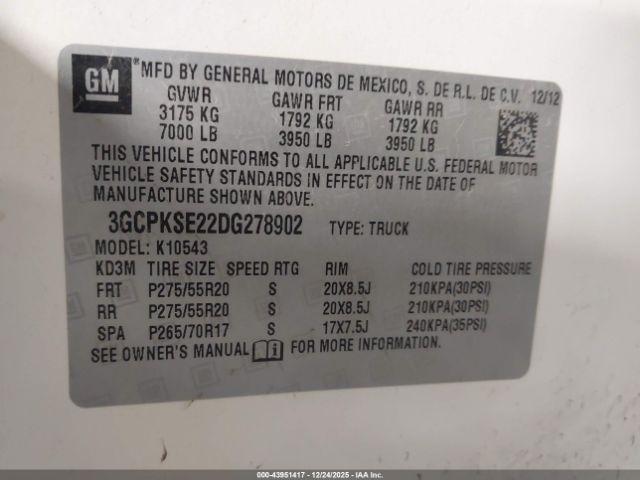 GM
MFD BY GENERAL MOTORS DE MEXICO, S. DE R.L. DE C.V. 12/12
GVWR GAWR FRT GAWR RR
3175 KG 1792 KG 1792 KG
7000 LB 3950 LB 3950 LB
THIS VEHICLE CONFORMS TO ALL APPLICABLE U.S. FEDERAL MOTOR
VEHICLE SAFETY STANDARDS IN EFFECT ON THE DATE OF
MANUFACTURE SHOWN ABOVE.
3GCPKSE22DG278902 TYPE: TRUCK
MODEL: K10543
KD3M TIRE SIZE SPEED RTG RIM COLD TIRE PRESSURE
FRT P275/55R20 S 20X8.5J 210KPA(30PSI)
RR P275/55R20 S 20X8.5J 210KPA(30PSI)
SPA P265/70R17 S 17X7.5J 240KPA(35PSI)
SEE OWNER'S MANUAL FOR MORE INFORMATION.
000-43951417 - 12/24/2025 - IAAI.COM